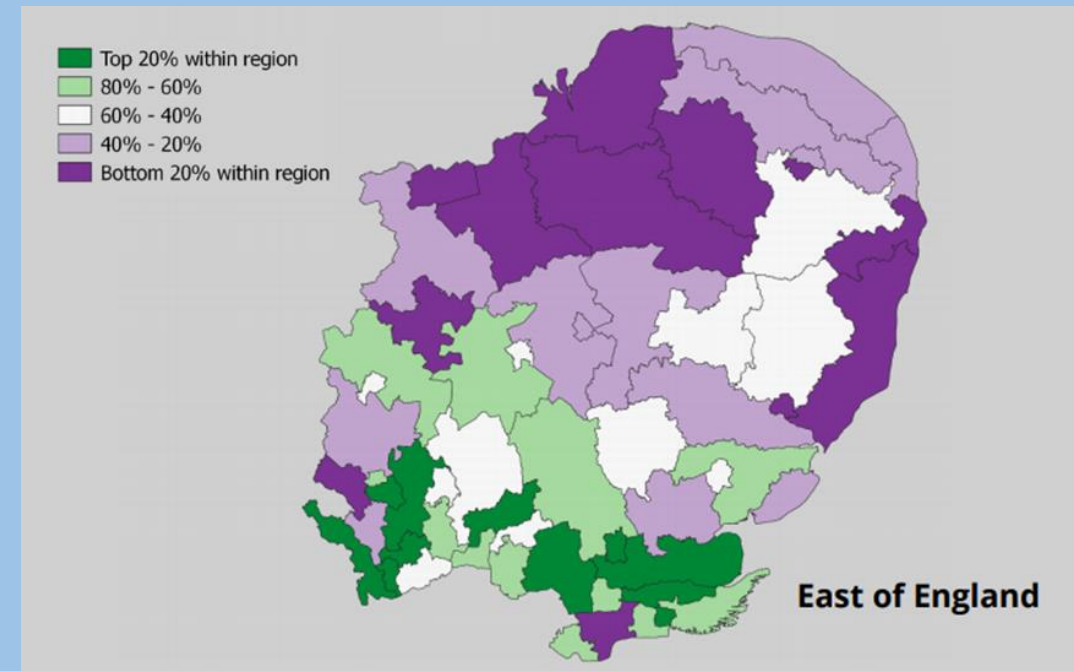 Top 20% within region
80% - 60%
60% - 40%
40% - 20%
Bottom 20% within region
East of England